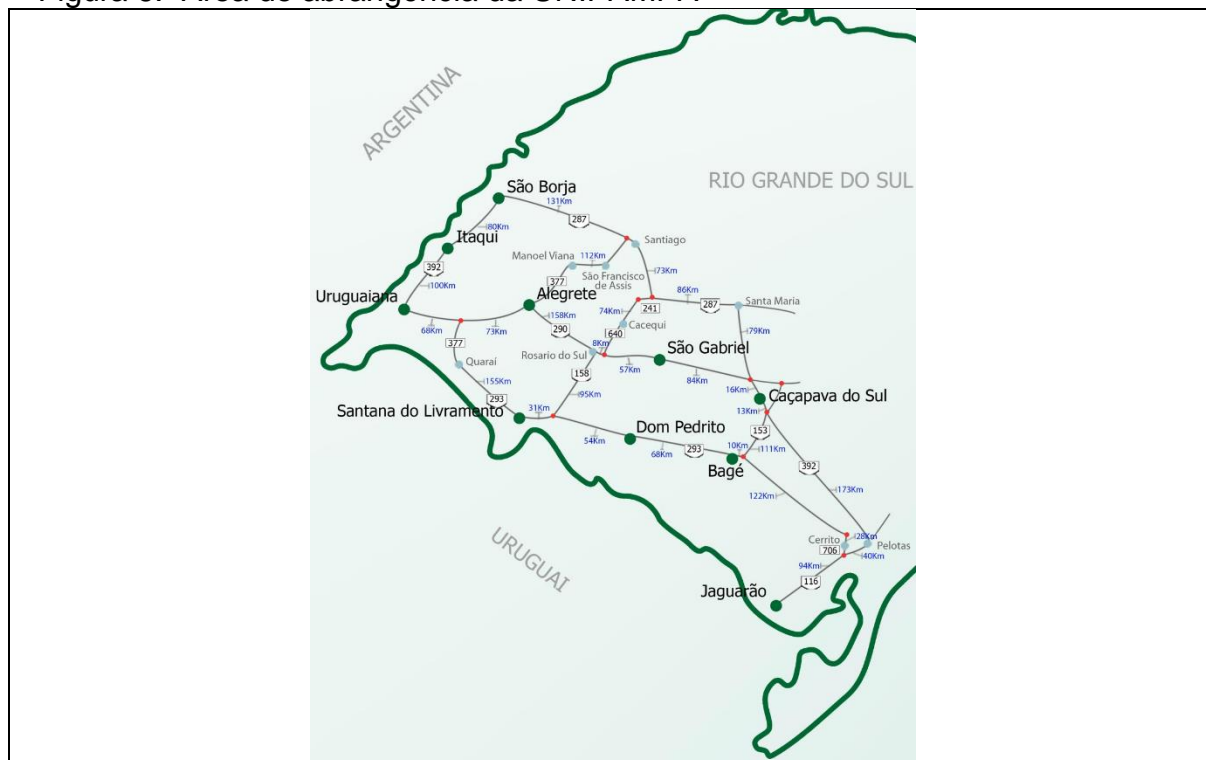 ARGENTINA
RIO GRANDE DO SUL
São Borja
131Km
287
80Km
Itaqui
Santiago
Manoel Viana
112Km
São Francisco
de Assis
392
377
73Km
100Km
86Km
Uruguaiana
Alegrete
241
287
Santa Maria
158Km
74Km
68Km
73Km
290
Cacequi
79Km
640
377
8Km
Rosario do Sul
São Gabriel
Quaraí
158
57Km
84Km
155Km
16Km
Caçapava do Sul
293
95Km
Santana do Livramento
31Km
13Km
Dom Pedrito
153
54Km
68Km
293
10Km
111Km
Bagé
392
122Km
173Km
URUGUAI
Cerrito
28Km
706
Pelotas
40Km
94Km
116
Jaguarão